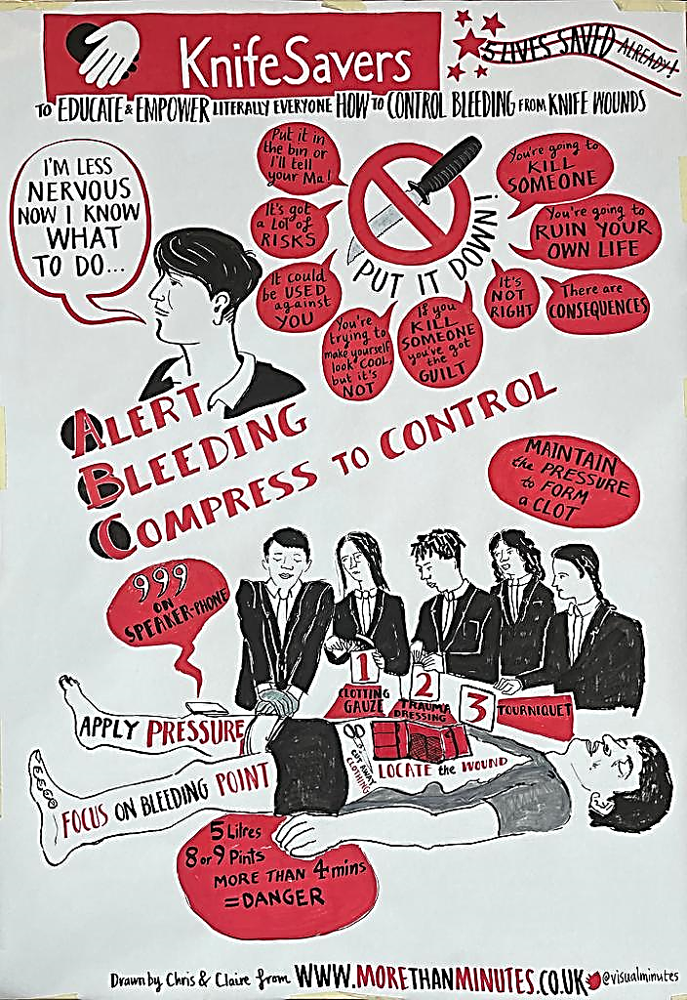 KnifeSavers
5 LIVES SAVED ALREADY!
TO EDUCATE & EMPOWER LITERALLY EVERYONE HOW TO CONTROL BLEEDING FROM KNIFE WOUNDS
I'M LESS
NERVOUS
NOW I KNOW
WHAT
TO DO...
Put it in
the bin or
I'll tell
your Ma!
It's got
a LOT of
RISKS
It could
be USED
against
YOU
You're
trying to
make yourself
look COOL,
but it's
NOT
If you
KILL
SOMEONE
you've got
the
GUILT
It's
NOT
RIGHT
There are
CONSEQUENCES
You're going to
RUIN YOUR
OWN LIFE
You're going to
KILL
SOMEONE
PUT IT DOWN!
ALERT
BLEEDING
COMPRESS TO CONTROL
MAINTAIN
the PRESSURE
to FORM
a CLOT
999
ON
SPEAKER-PHONE
1
CLOTTING
GAUZE
2
TRAUMA
DRESSING
3
TOURNIQUET
APPLY PRESSURE
FOCUS ON BLEEDING POINT
CUT AWAY
CLOTHING
LOCATE the WOUND
5 Litres
8 or 9 Pints
MORE THAN 4 mins
=DANGER
Drawn by Chris & Claire from WWW.MORETHANMINUTES.CO.UK @visualminutes